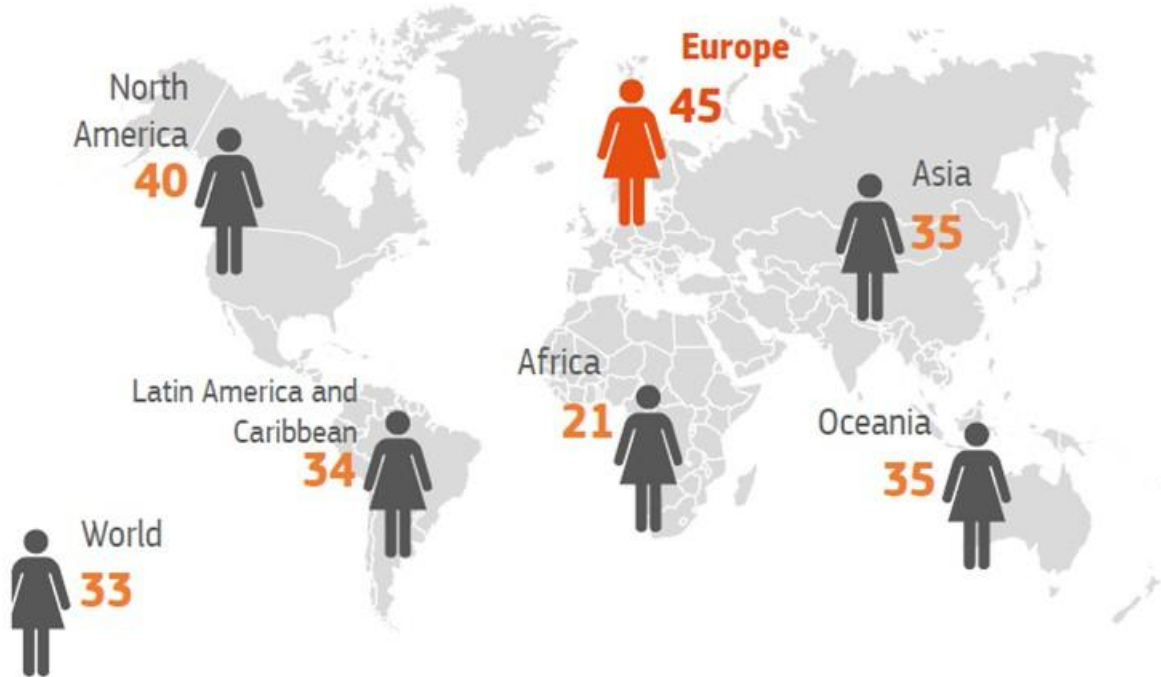 Europe
45
North
America
40
Asia
35
Africa
21
Latin America and
Caribbean
34
Oceania
35
World
33